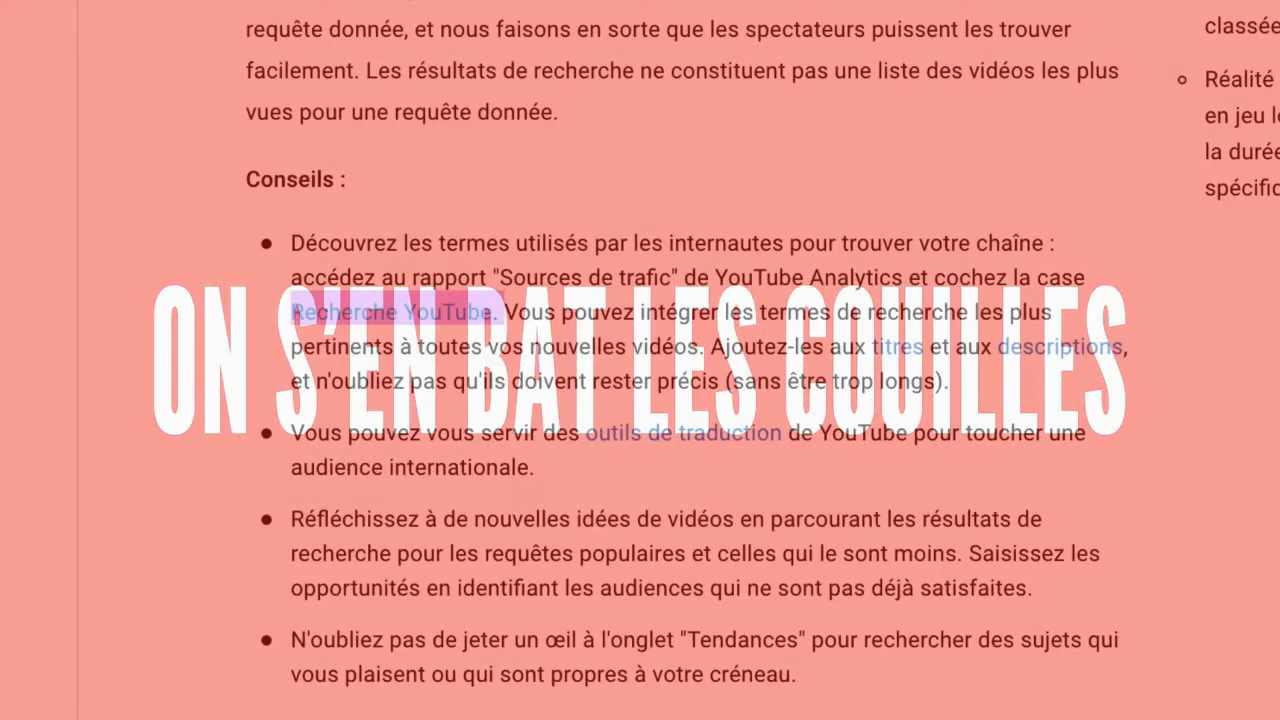 requête donnée, et nous faisons en sorte que les spectateurs puissent les trouver
facilement. Les résultats de recherche ne constituent pas une liste des vidéos les plus
vues pour une requête donnée.
Conseils :
● Découvrez les termes utilisés par les internautes pour trouver votre chaîne :
accédez au rapport "Sources de trafic" de YouTube Analytics et cochez la case
Recherche YouTube. Vous pouvez intégrer les termes de recherche les plus
pertinents à toutes vos nouvelles vidéos. Ajoutez-les aux titres et aux descriptions,
et n'oubliez pas qu'ils doivent rester précis (sans être trop longs).
● Vous pouvez vous servir des outils de traduction de YouTube pour toucher une
audience internationale.
● Réfléchissez à de nouvelles idées de vidéos en parcourant les résultats de
recherche pour les requêtes populaires et celles qui le sont moins. Saisissez les
opportunités en identifiant les audiences qui ne sont pas déjà satisfaites.
● N'oubliez pas de jeter un œil à l'onglet "Tendances" pour rechercher des sujets qui
vous plaisent ou qui sont propres à votre créneau.
ON S'EN BAT LES COUILLES
classée
Réalité
en jeu
la durée